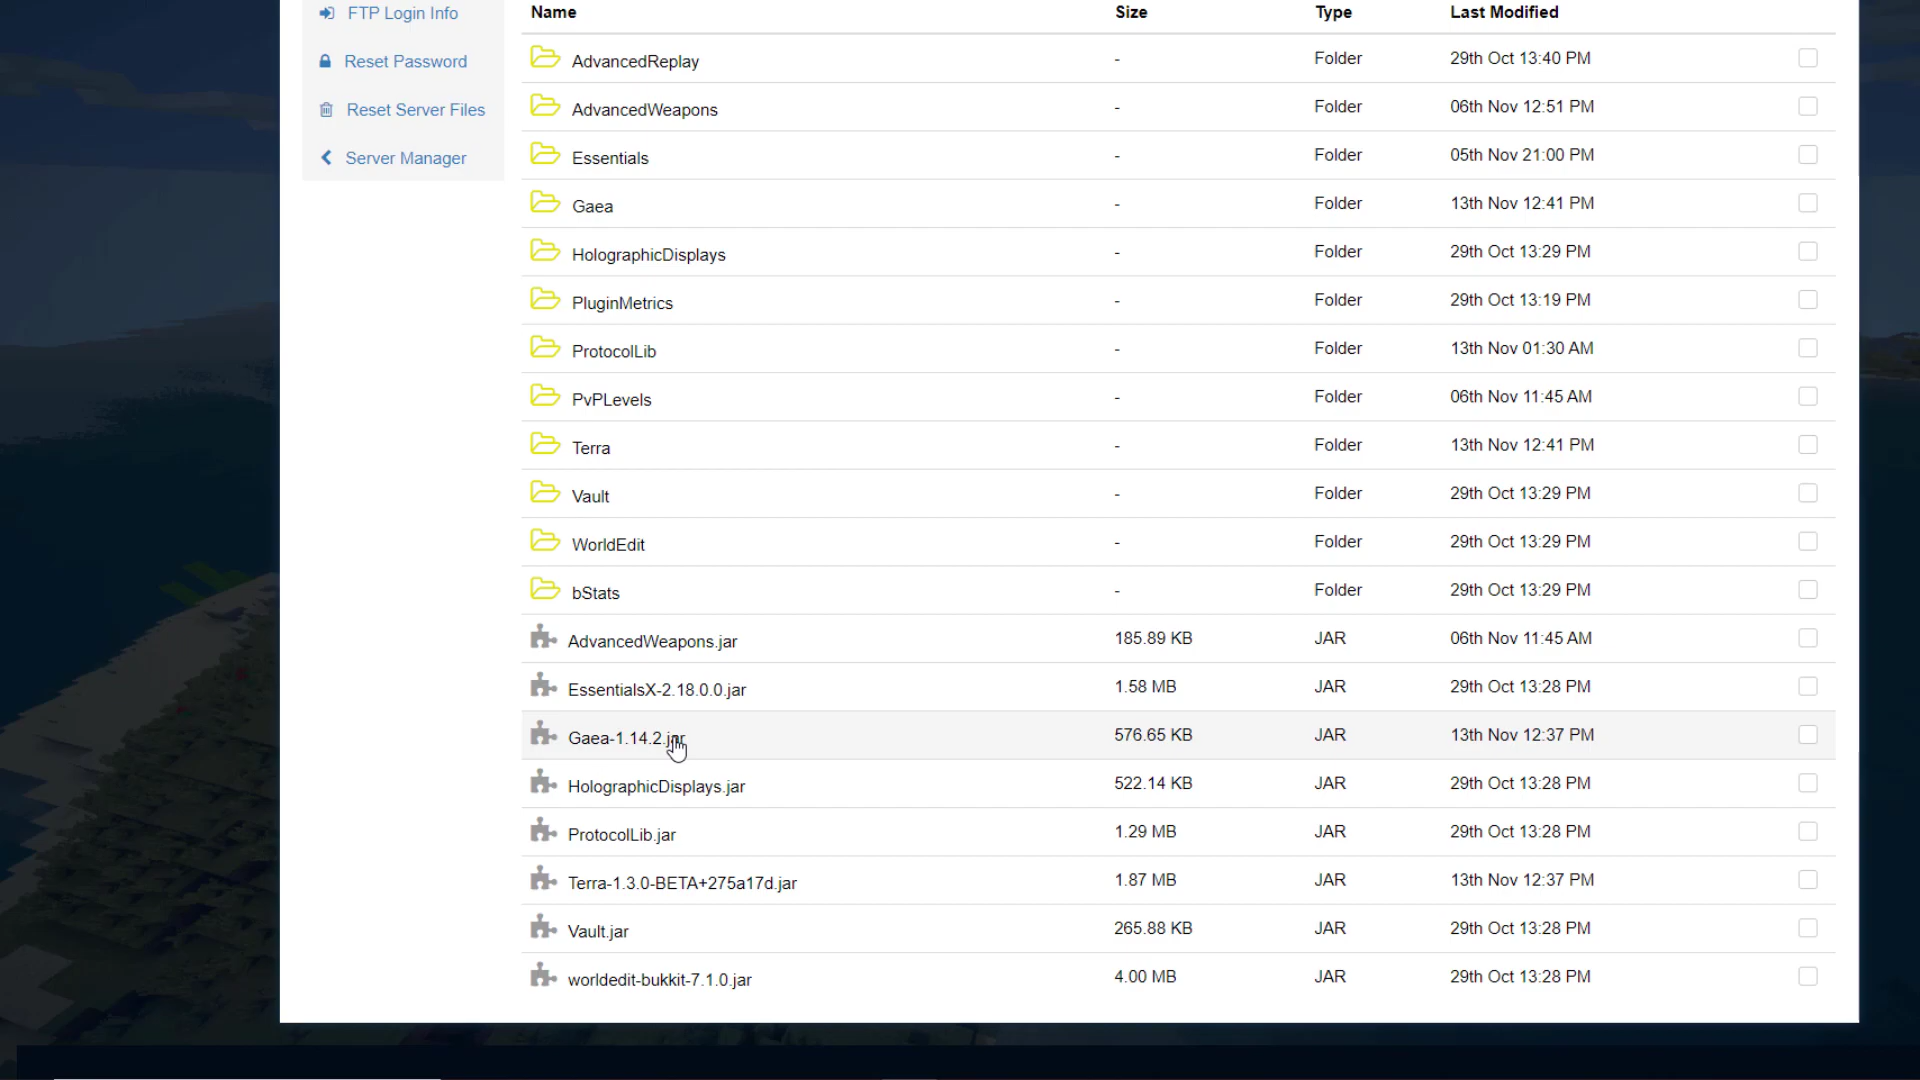 FTP Login Info
Reset Password
Reset Server Files
Server Manager
Name Size Type Last Modified
AdvancedReplay - Folder 29th Oct 13:40 PM
AdvancedWeapons - Folder 06th Nov 12:51 PM
Essentials - Folder 05th Nov 21:00 PM
Gaea - Folder 13th Nov 12:41 PM
HolographicDisplays - Folder 29th Oct 13:29 PM
PluginMetrics - Folder 29th Oct 13:19 PM
ProtocolLib - Folder 13th Nov 01:30 AM
PvPLevels - Folder 06th Nov 11:45 AM
Terra - Folder 13th Nov 12:41 PM
Vault - Folder 29th Oct 13:29 PM
WorldEdit - Folder 29th Oct 13:29 PM
bStats - Folder 29th Oct 13:29 PM
AdvancedWeapons.jar 185.89 KB JAR 06th Nov 11:45 AM
EssentialsX-2.18.0.0.jar 1.58 MB JAR 29th Oct 13:28 PM
Gaea-1.14.2.jar 576.65 KB JAR 13th Nov 12:37 PM
HolographicDisplays.jar 522.14 KB JAR 29th Oct 13:28 PM
ProtocolLib.jar 1.29 MB JAR 29th Oct 13:28 PM
Terra-1.3.0-BETA+275a17d.jar 1.87 MB JAR 13th Nov 12:37 PM
Vault.jar 265.88 KB JAR 29th Oct 13:28 PM
worldedit-bukkit-7.1.0.jar 4.00 MB JAR 29th Oct 13:28 PM